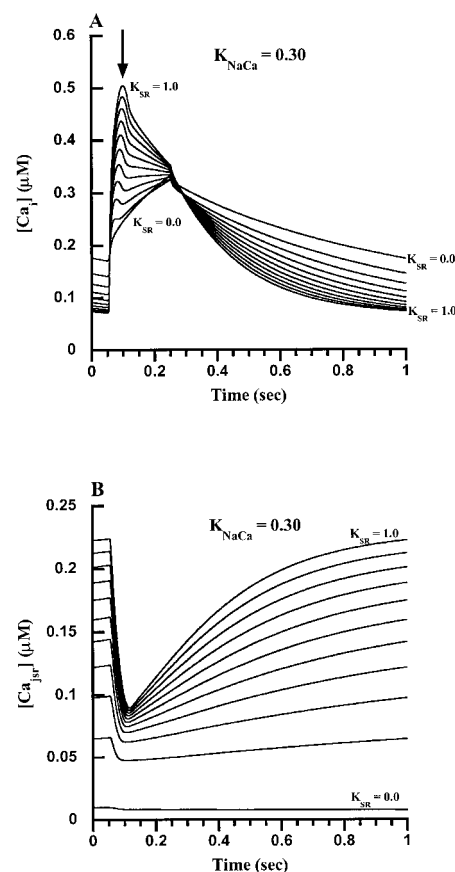 A
K_NaCa = 0.30
0.6
0.5
0.4
0.3
0.2
0.1
0
[Ca_i] (μM)
K_SR = 1.0
K_SR = 0.0
K_SR = 0.0
K_SR = 1.0
0 0.2 0.4 0.6 0.8 1
Time (sec)
B
K_NaCa = 0.30
0.25
0.2
0.15
0.1
0.05
0
[Ca_jsr] (μM)
K_SR = 1.0
K_SR = 0.0
0 0.2 0.4 0.6 0.8 1
Time (sec)